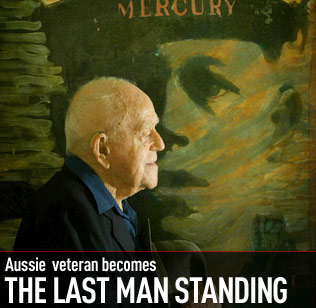 MERCURY
Aussie veteran becomes
THE LAST MAN STANDING